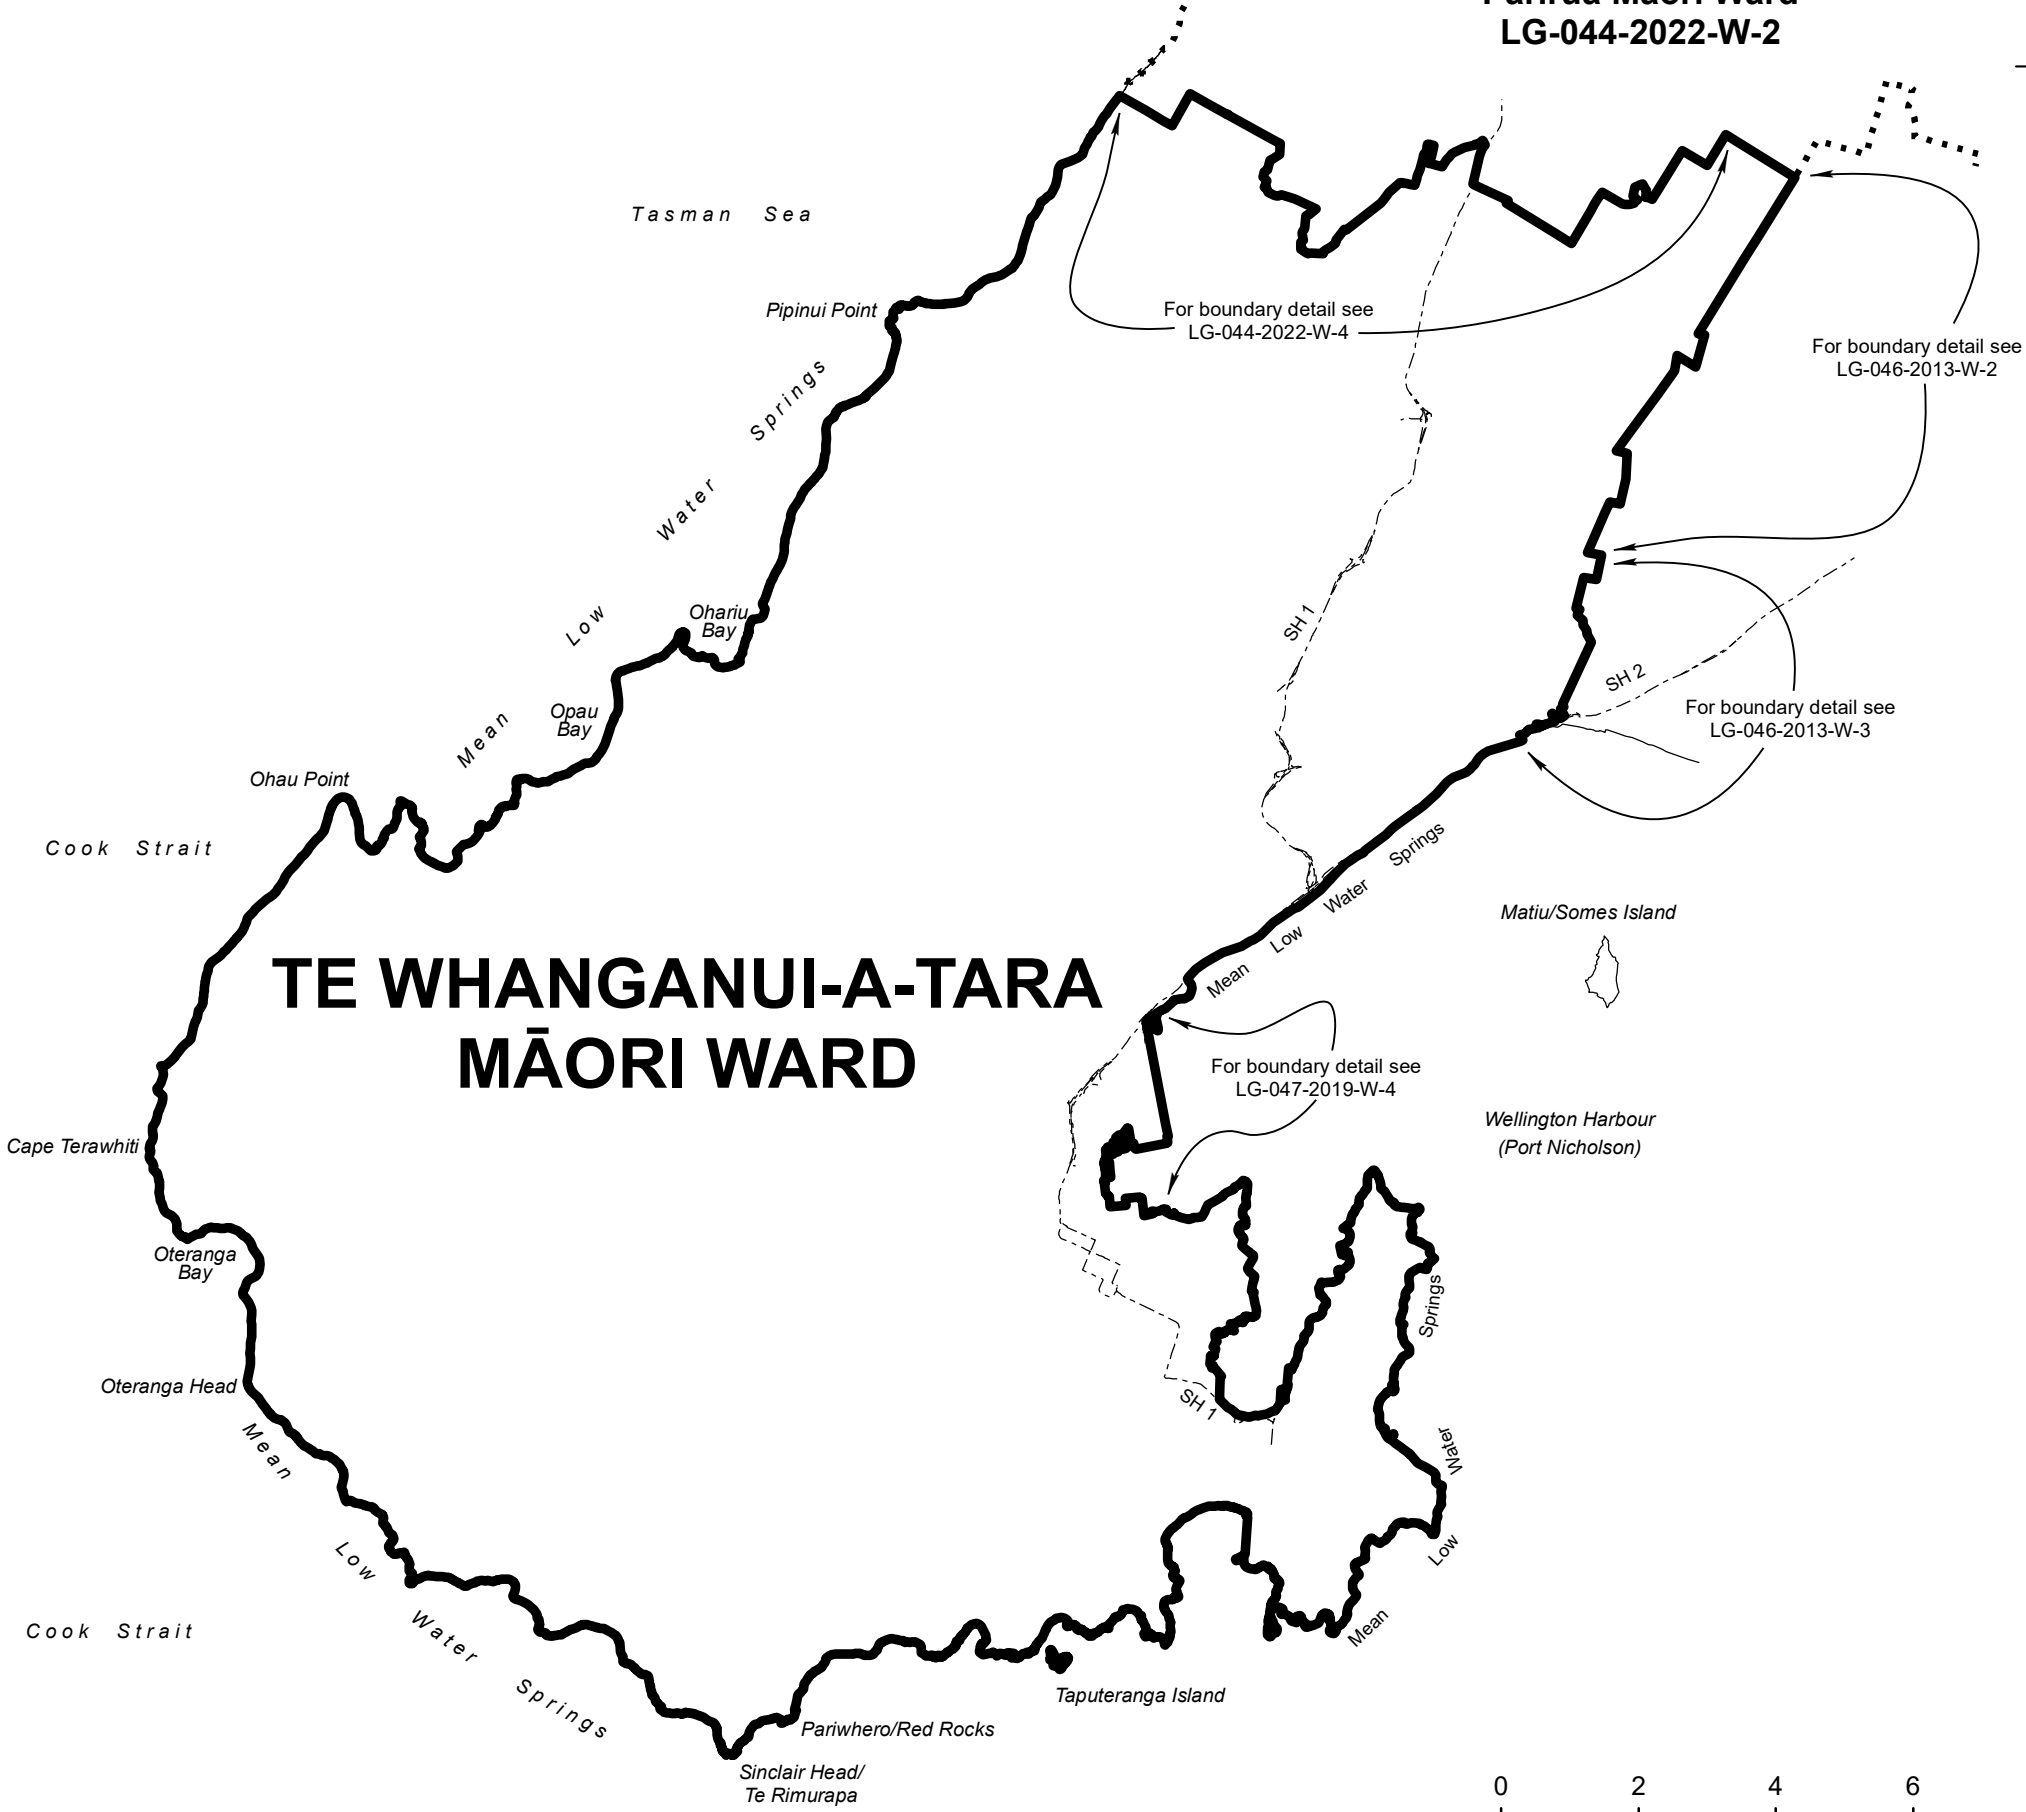 Parirua Māori Ward
LG-044-2022-W-2
Tasman Sea
Pipinui Point
For boundary detail see
LG-044-2022-W-4
For boundary detail see
LG-046-2013-W-2
Mean Low Water Springs
Ohariu
Bay
SH 1
SH 2
Opau
Bay
For boundary detail see
LG-046-2013-W-3
Ohau Point
Cook Strait
Mean Low Water Springs
Matiu/Somes Island
TE WHANGANUI-A-TARA
MĀORI WARD
For boundary detail see
LG-047-2019-W-4
Wellington Harbour
(Port Nicholson)
Cape Terawhiti
Oteranga
Bay
Oteranga Head
SH 1
Mean Low Water Springs
Mean Low Water Springs
Cook Strait
Taputeranga Island
Pariwhero/Red Rocks
Sinclair Head/
Te Rimurapa
0 2 4 6